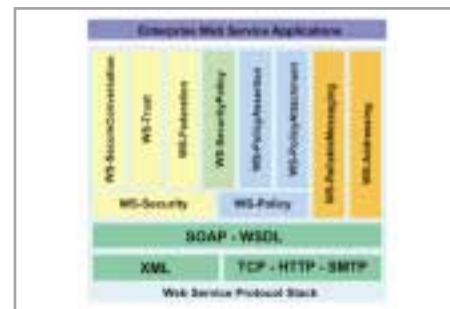 Enterprise Web Service Applications
WS-SecureConversation
WS-Trust
WS-Federation
WS-SecurityPolicy
WS-PolicyAssertion
WS-PolicyAttachment
WS-ReliableMessaging
WS-Addressing
WS-Security
WS-Policy
SOAP - WSDL
XML
TCP - HTTP - SMTP
Web Service Protocol Stack